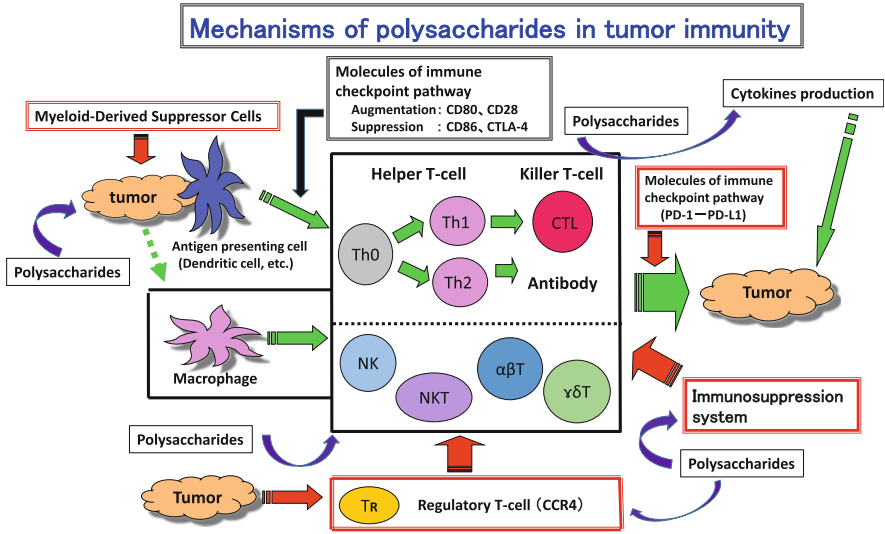 Mechanisms of polysaccharides in tumor immunity
Molecules of immune
checkpoint pathway
Augmentation: CD80、CD28
Suppression : CD86、CTLA-4
Cytokines production
Myeloid-Derived Suppressor Cells
Polysaccharides
tumor
Helper T-cell
Killer T-cell
Molecules of immune
checkpoint pathway
(PD-1ーPD-L1)
Th1
CTL
Antigen presenting cell
(Dendritic cell, etc.)
Th0
Polysaccharides
Th2
Antibody
Tumor
Macrophage
NK
αβT
NKT
γδT
Immunosuppression
system
Polysaccharides
Polysaccharides
Tumor
TR
Regulatory T-cell（CCR4）